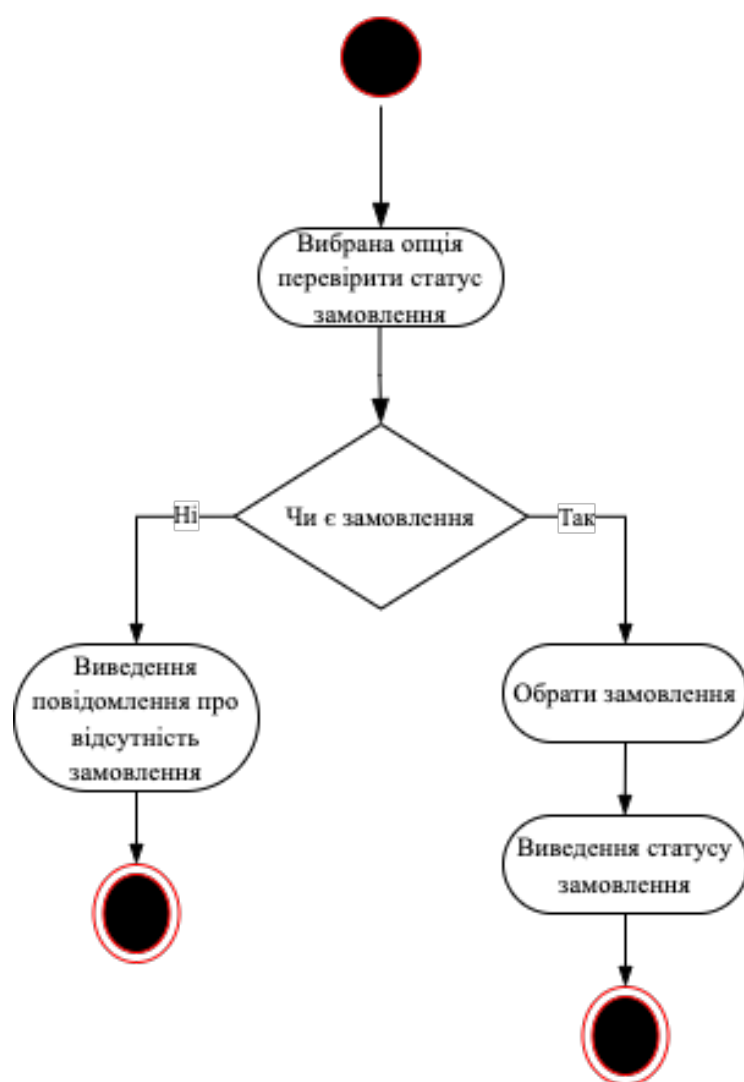 Вибрана опція
перевірити статус
замовлення
Чи є замовлення
Ні
Так
Виведення
повідомлення про
відсутність
замовлення
Обрати замовлення
Виведення статусу
замовлення